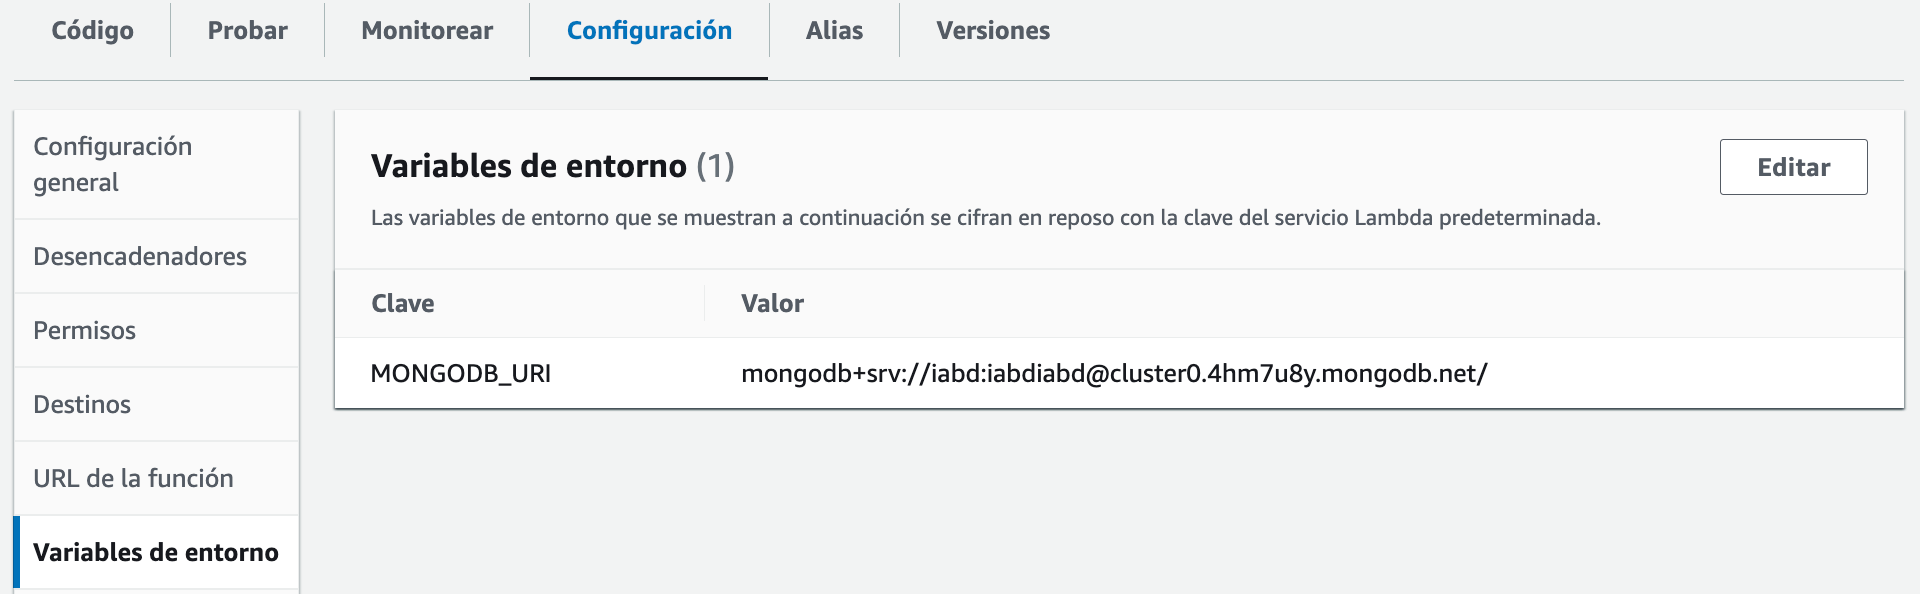 Código Probar Monitorear Configuración Alias Versiones
Configuración
general
Desencadenadores
Permisos
Destinos
URL de la función
Variables de entorno
Variables de entorno (1)
Editar
Las variables de entorno que se muestran a continuación se cifran en reposo con la clave del servicio Lambda predeterminada.
Clave Valor
MONGODB_URI mongodb+srv://iabd:iabdiabd@cluster0.4hm7u8y.mongodb.net/